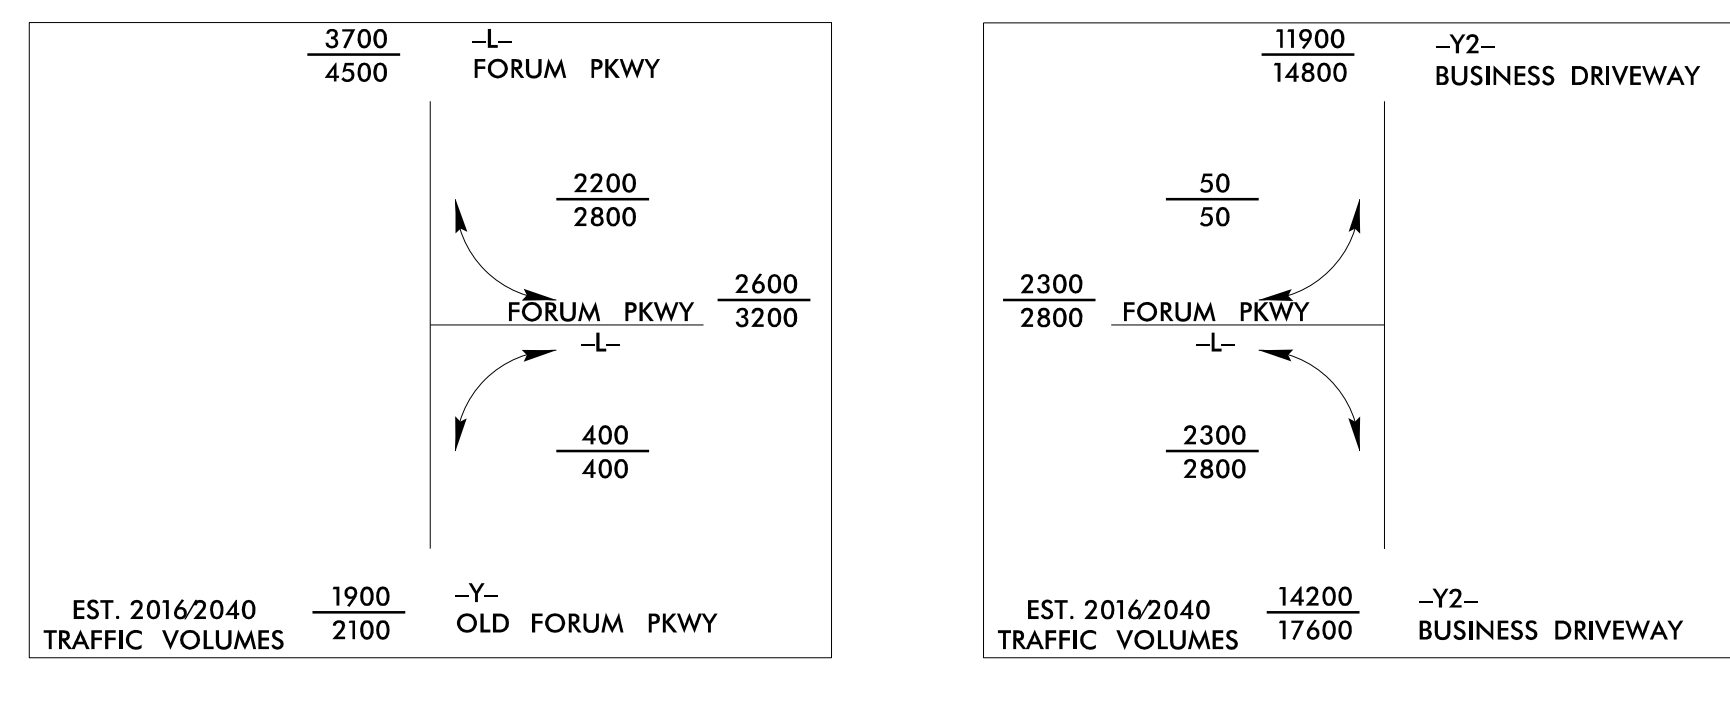 3700
4500
–L–
FORUM PKWY
2200
2800
FORUM PKWY
2600
3200
–L–
400
400
EST. 2016/2040
TRAFFIC VOLUMES
1900
2100
–Y–
OLD FORUM PKWY
11900
14800
–Y2–
BUSINESS DRIVEWAY
50
50
2300
2800
FORUM PKWY
–L–
2300
2800
EST. 2016/2040
TRAFFIC VOLUMES
14200
17600
–Y2–
BUSINESS DRIVEWAY